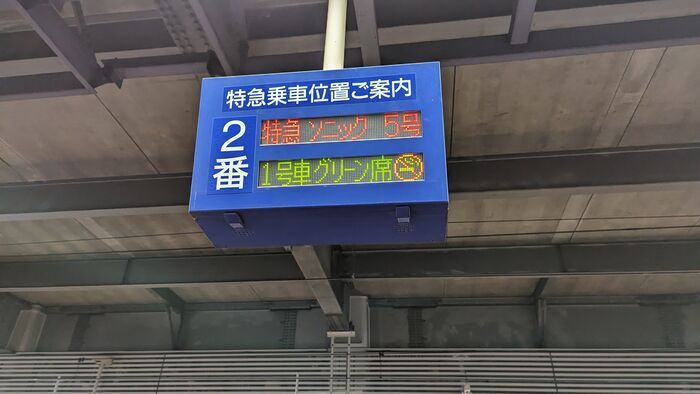 特急乗車位置ご案内
2番
特急 ソニック 5号
1号車グリーン席